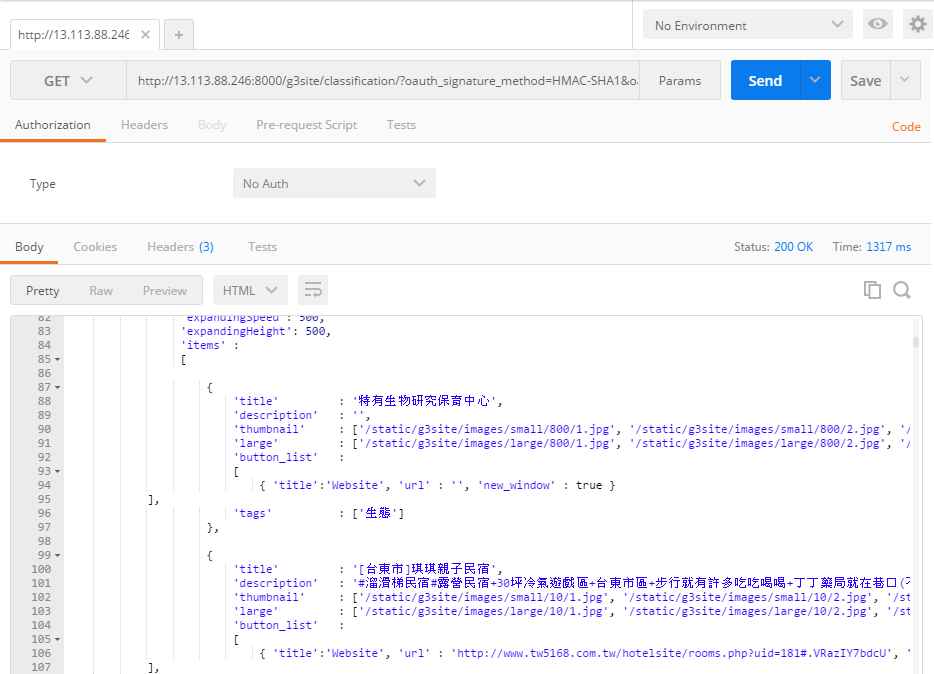 http://13.113.88.246
No Environment
GET
http://13.113.88.246:8000/g3site/classification/?oauth_signature_method=HMAC-SHA1&o
Params
Send
Save
Authorization
Headers
Body
Pre-request Script
Tests
Code
Type
No Auth
Body
Cookies
Headers (3)
Tests
Status: 200 OK
Time: 1317 ms
Pretty
Raw
Preview
HTML
82 'expandingSpeed': 500,
83 'expandingHeight': 500,
84 'items' :
85 [
86
87 {
88 'title' : '特有生物研究保育中心',
89 'description' : '',
90 'thumbnail' : ['/static/g3site/images/small/800/1.jpg', '/static/g3site/images/small/800/2.jpg', '/
91 'large' : ['/static/g3site/images/large/800/1.jpg', '/static/g3site/images/large/800/2.jpg', '/
92 'button_list' :
93 [
94 { 'title':'Website', 'url' : '', 'new_window' : true }
95 ],
96 'tags' : ['生態']
97 },
98
99 {
100 'title' : '[台東市]琪琪親子民宿',
101 'description' : '#溜滑梯民宿#露營民宿+30坪冷氣遊戲區+台東市區+步行就有許多吃吃喝喝+丁丁藥局就在巷口(
102 'thumbnail' : ['/static/g3site/images/small/10/1.jpg', '/static/g3site/images/small/10/2.jpg', '/st
103 'large' : ['/static/g3site/images/large/10/1.jpg', '/static/g3site/images/large/10/2.jpg', '/st
104 'button_list' :
105 [
106 { 'title':'Website', 'url' : 'http://www.tw5168.com.tw/hotelsite/rooms.php?uid=181#.VRazIY7bdcU', '
107 ],